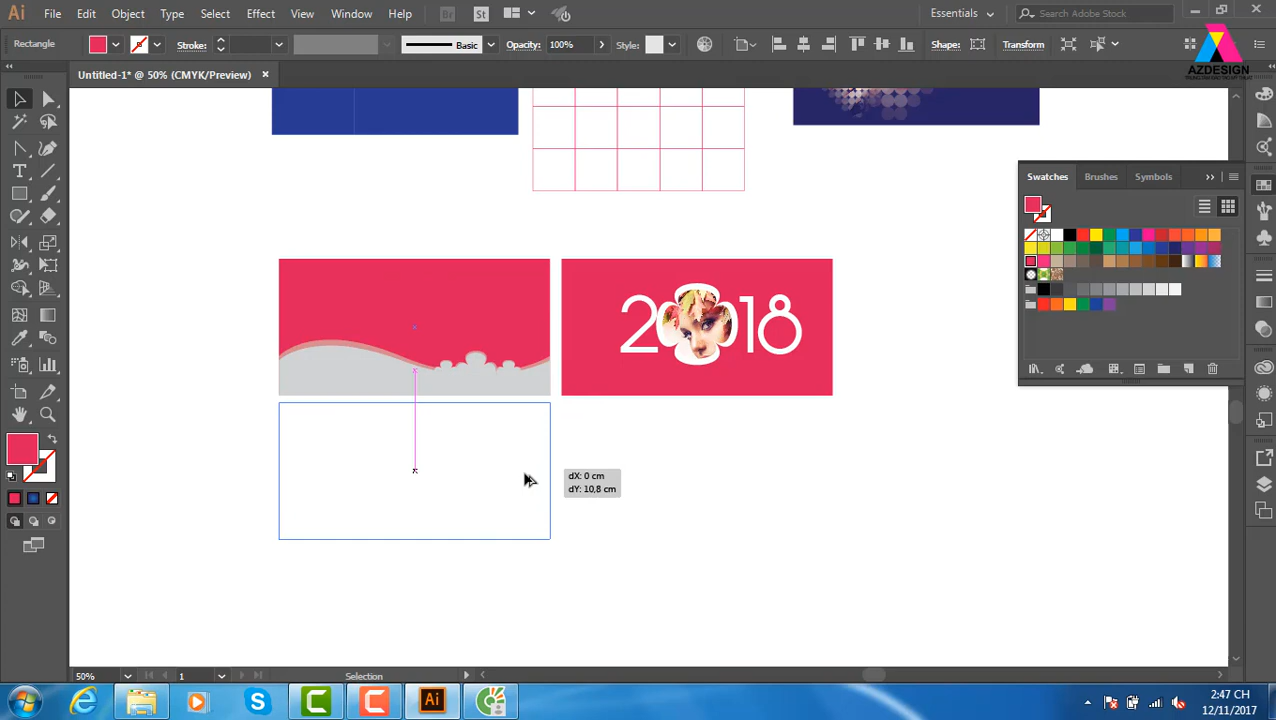 Ai File Edit Object Type Select Effect View Window Help Br St Essentials Search Adobe Stock
Rectangle Stroke: Basic Opacity: 100% Style: Shape: Transform
AZDESIGN
Untitled-1* @ 50% (CMYK/Preview)
Swatches Brushes Symbols
2018
dX: 0 cm
dY: 10,8 cm
50% 1 Selection
Ai
2:47 CH
12/11/2017